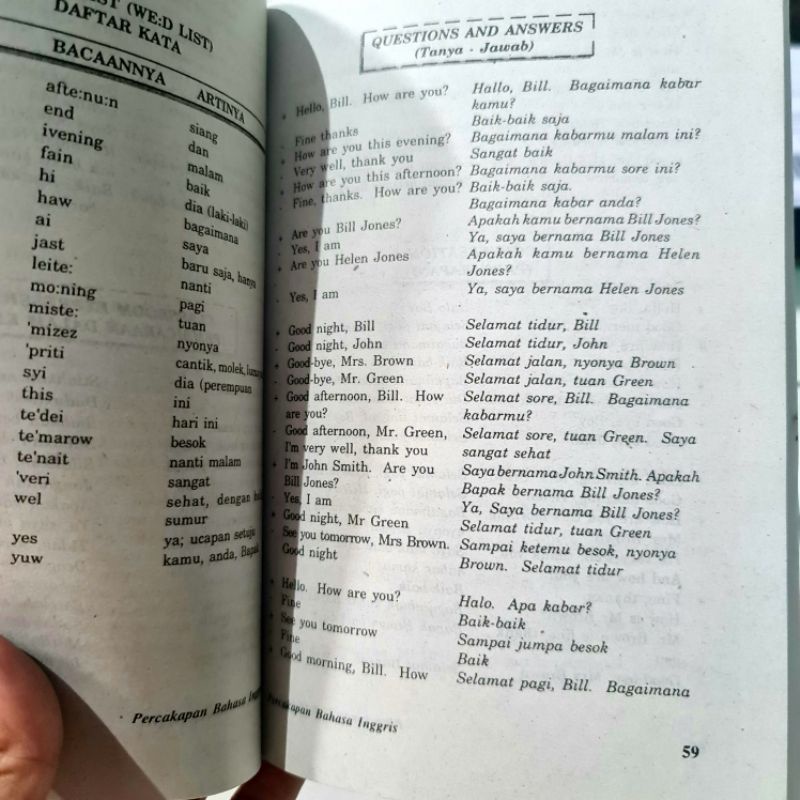 LIST (WE:D LIST)
DAFTAR KATA
BACAANNYA ARTINYA
afte:nu:n siang
end dan
ivening malam
fain baik
hi dia (laki-laki)
haw bagaimana
ai saya
jast baru saja, hanya
leite: nanti
mo:ning pagi
miste: tuan
'mizez nyonya
'priti cantik, molek,
syi dia (perempuan
this ini
te'dei hari ini
te'marow besok
te'nait nanti malam
'veri sangat
wel sehat, dengan
sumur
yes ya; ucapan setuju
yuw kamu, anda, Bapak
Percakapan Bahasa
QUESTIONS AND ANSWERS
(Tanya - Jawab)
+ Hello, Bill. How are you? Hallo, Bill. Bagaimana kabar
kamu?
- Fine thanks Baik-baik saja
+ How are you this evening? Bagaimana kabarmu malam ini?
- Very well, thank you Sangat baik
+ How are you this afternoon? Bagaimana kabarmu sore ini?
- Fine, thanks. How are you? Baik-baik saja.
Bagaimana kabar anda?
+ Are you Bill Jones? Apakah kamu bernama Bill Jones?
- Yes, I am Ya, saya bernama Bill Jones
+ Are you Helen Jones Apakah kamu bernama Helen
Jones?
- Yes, I am Ya, saya bernama Helen Jones
+ Good night, Bill Selamat tidur, Bill
- Good night, John Selamat tidur, John
+ Good-bye, Mrs. Brown Selamat jalan, nyonya Brown
- Good-bye, Mr. Green Selamat jalan, tuan Green
+ Good afternoon, Bill. How Selamat sore, Bill. Bagaimana
are you? kabarmu?
- Good afternoon, Mr. Green, Selamat sore, tuan Green. Saya
I'm very well, thank you sangat sehat
+ I'm John Smith. Are you Saya bernama John Smith. Apakah
Bill Jones? Bapak bernama Bill Jones?
- Yes, I am Ya, Saya bernama Bill Jones?
+ Good night, Mr Green Selamat tidur, tuan Green
- See you tomorrow, Mrs Brown. Sampai ketemu besok, nyonya
Good night Brown. Selamat tidur
+ Hello. How are you? Halo. Apa kabar?
- Fine Baik-baik
+ See you tomorrow Sampai jumpa besok
- Fine Baik
+ Good morning, Bill. How Selamat pagi, Bill. Bagaimana
Percakapan Bahasa Inggris
59